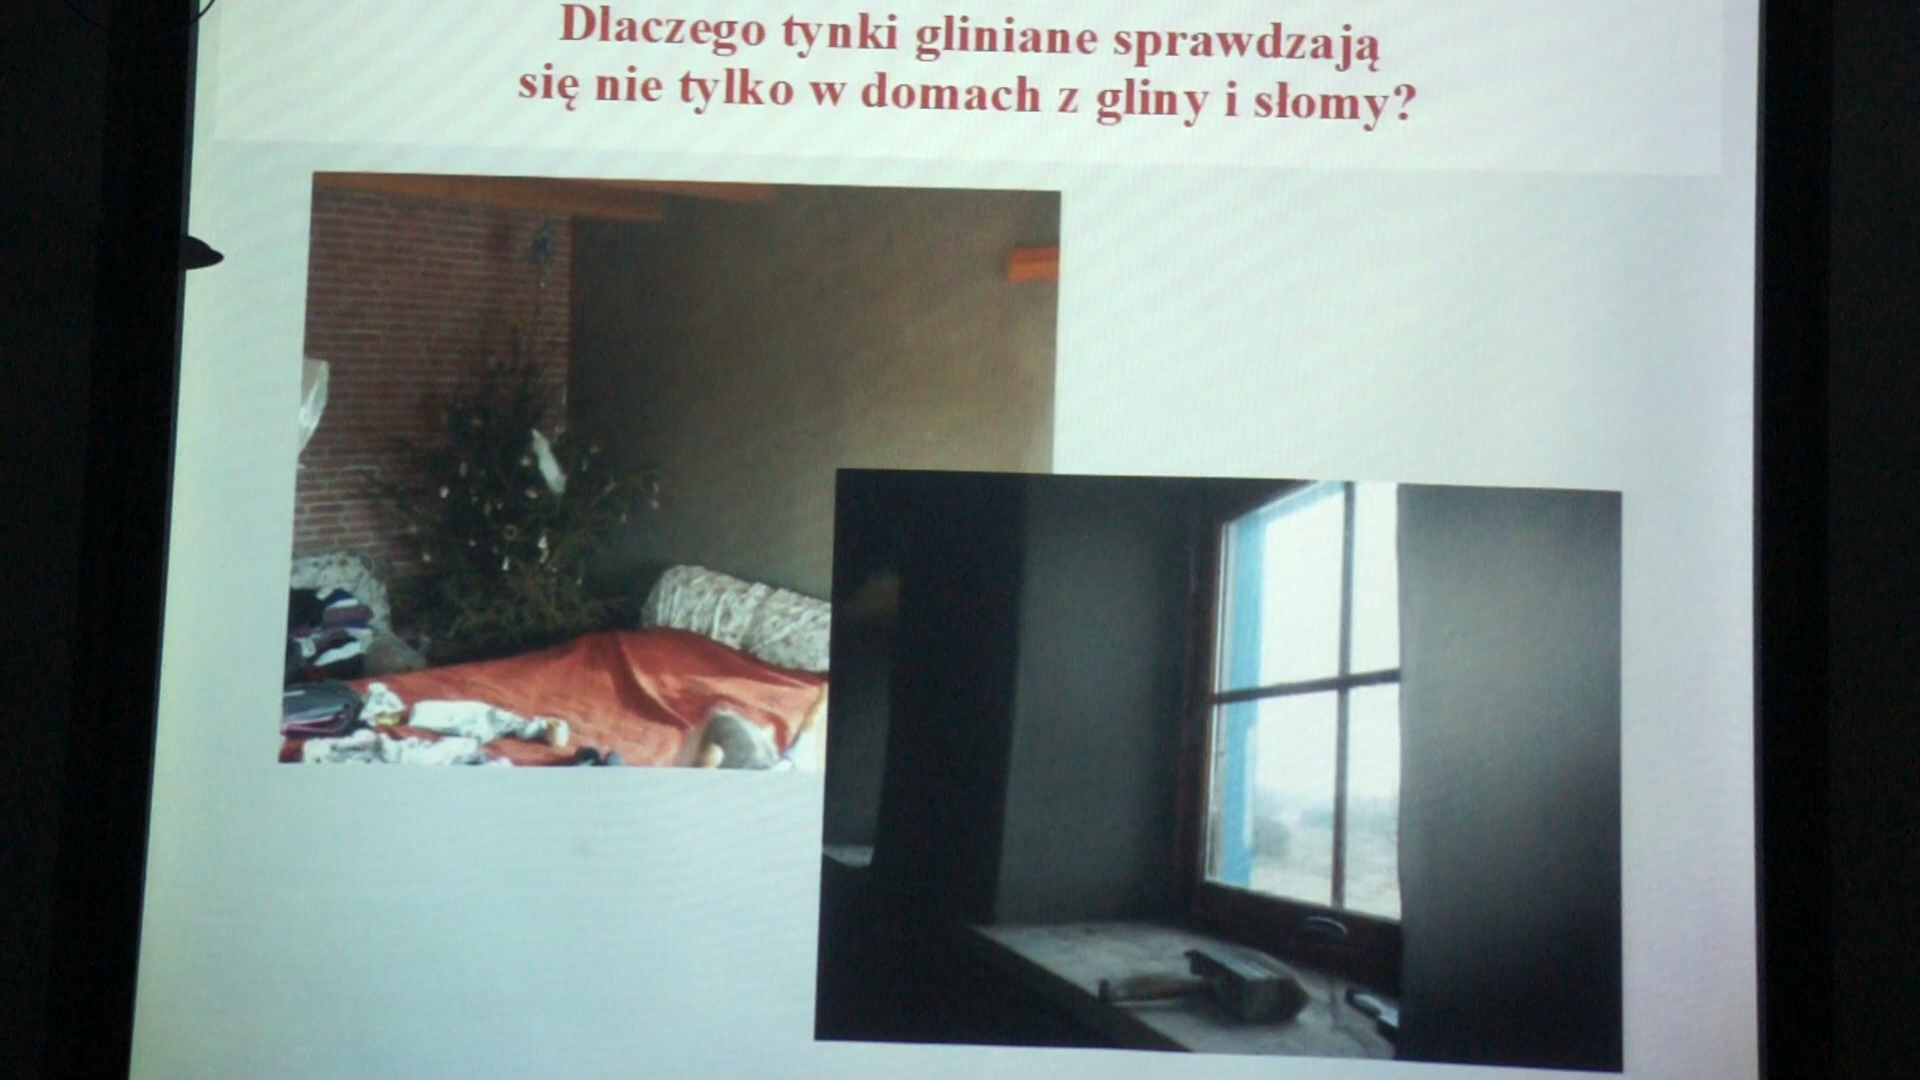 Dlaczego tynki gliniane sprawdzają
się nie tylko w domach z gliny i słomy?